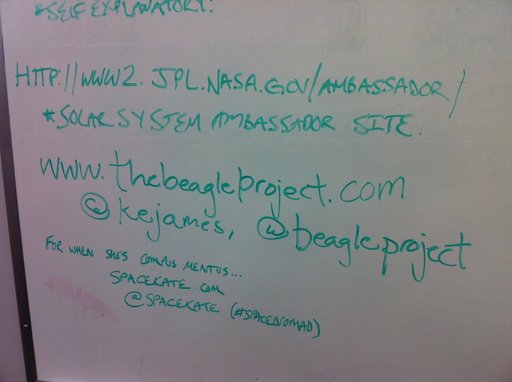 *SELF EXPLANATORY!
HTTP://WWW2.JPL.NASA.GOV/AMBASSADOR/
*SOLAR SYSTEM AMBASSADOR SITE.
www.thebeagleproject.com
@kejames, @beagleproject
FOR WHEN SHE'S COMPUS MENTUS...
SPACEKATE.COM
@SPACEKATE (#SPACENOMAD)